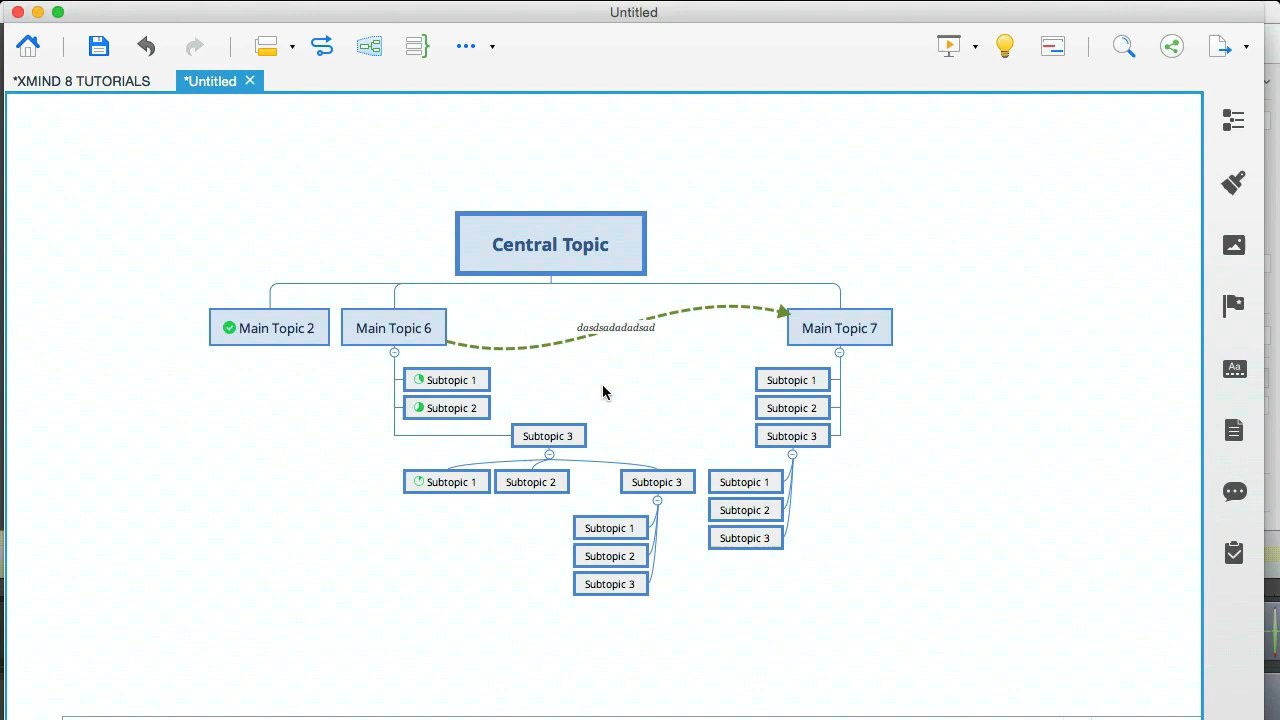 Untitled
*XMIND 8 TUTORIALS
*Untitled
Central Topic
Main Topic 2
Main Topic 6
dasdsadadadsad
Main Topic 7
Subtopic 1
Subtopic 1
Subtopic 2
Subtopic 2
Subtopic 3
Subtopic 3
Subtopic 1
Subtopic 2
Subtopic 3
Subtopic 1
Subtopic 2
Subtopic 1
Subtopic 3
Subtopic 2
Subtopic 3
Aa